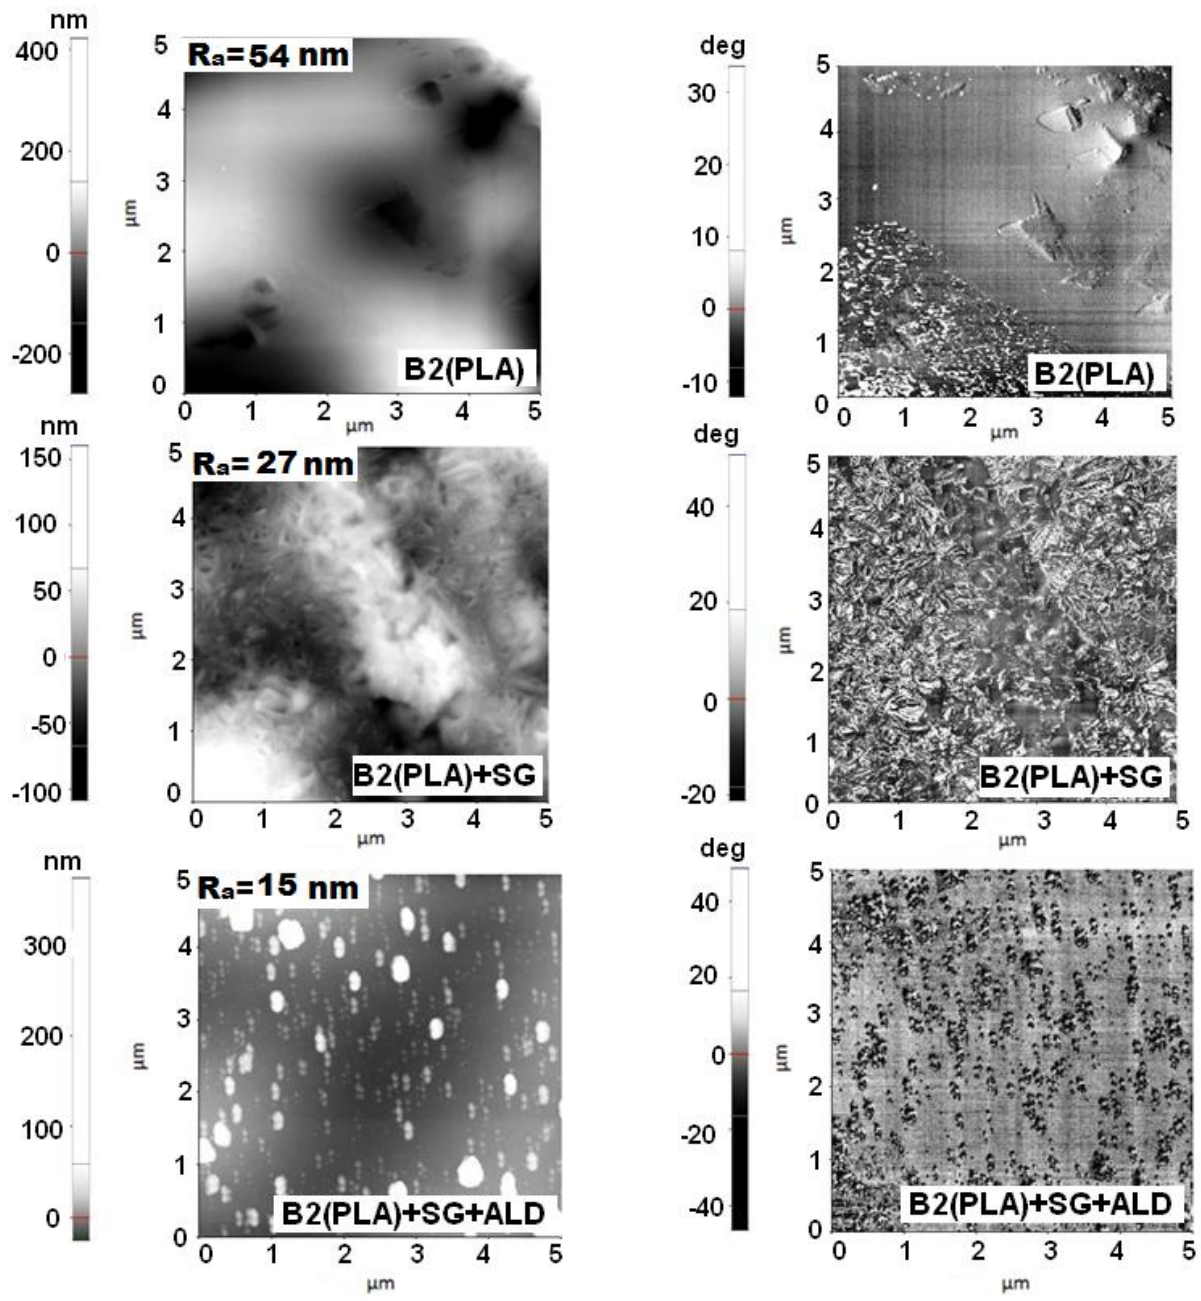 nm
400
200
0
-200
Rₐ=54 nm
5
4
3
2
1
0
μm
B2(PLA)
0 1 2 3 4 5
μm
deg
30
20
10
0
-10
5
4
3
2
1
0
μm
B2(PLA)
0 1 2 3 4 5
μm
nm
150
100
50
0
-50
-100
Rₐ=27 nm
5
4
3
2
1
0
μm
B2(PLA)+SG
0 1 2 3 4 5
μm
deg
40
20
0
-20
5
4
3
2
1
0
μm
B2(PLA)+SG
0 1 2 3 4 5
μm
nm
300
200
100
0
Rₐ=15 nm
5
4
3
2
1
0
μm
B2(PLA)+SG+ALD
0 1 2 3 4 5
μm
deg
40
20
0
-20
-40
5
4
3
2
1
0
μm
B2(PLA)+SG+ALD
0 1 2 3 4 5
μm